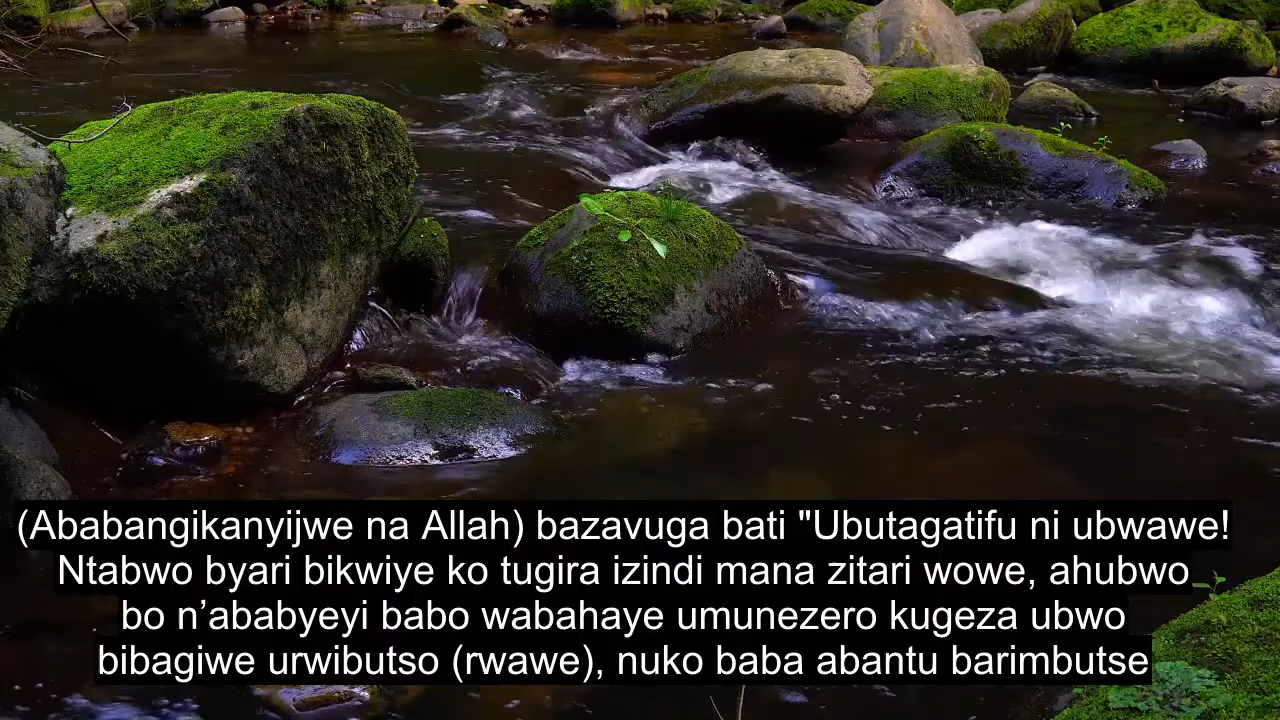 (Ababangikanyijwe na Allah) bazavuga bati "Ubutagatifu ni ubwawe!
Ntabwo byari bikwiye ko tugira izindi mana zitari wowe, ahubwo
bo n’ababyeyi babo wabahaye umunezero kugeza ubwo
bibagiwe urwibutso (rwawe), nuko baba abantu barimbutse